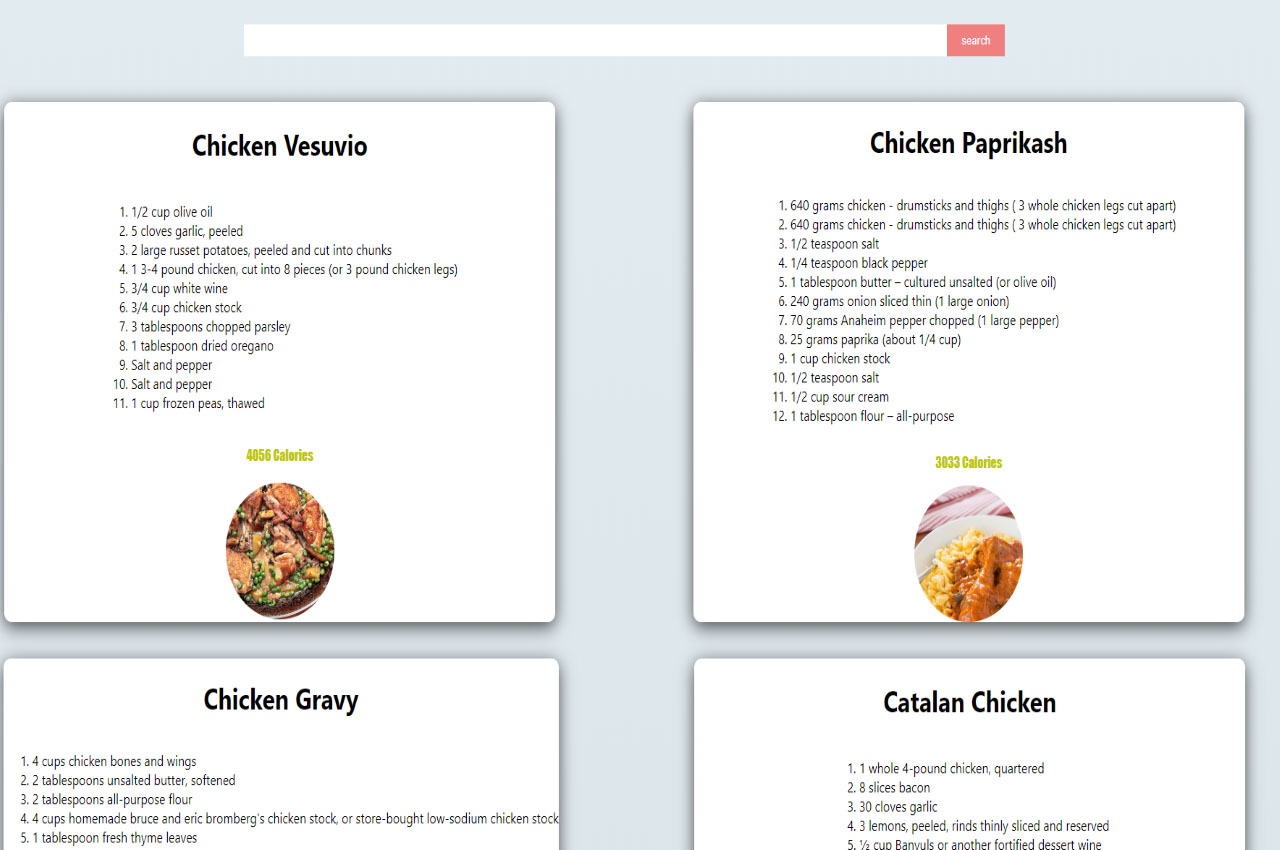 search
Chicken Vesuvio
1. 1/2 cup olive oil
2. 5 cloves garlic, peeled
3. 2 large russet potatoes, peeled and cut into chunks
4. 1 3-4 pound chicken, cut into 8 pieces (or 3 pound chicken legs)
5. 3/4 cup white wine
6. 3/4 cup chicken stock
7. 3 tablespoons chopped parsley
8. 1 tablespoon dried oregano
9. Salt and pepper
10. Salt and pepper
11. 1 cup frozen peas, thawed
4056 Calories
Chicken Paprikash
1. 640 grams chicken - drumsticks and thighs ( 3 whole chicken legs cut apart)
2. 640 grams chicken - drumsticks and thighs ( 3 whole chicken legs cut apart)
3. 1/2 teaspoon salt
4. 1/4 teaspoon black pepper
5. 1 tablespoon butter – cultured unsalted (or olive oil)
6. 240 grams onion sliced thin (1 large onion)
7. 70 grams Anaheim pepper chopped (1 large pepper)
8. 25 grams paprika (about 1/4 cup)
9. 1 cup chicken stock
10. 1/2 teaspoon salt
11. 1/2 cup sour cream
12. 1 tablespoon flour – all-purpose
3033 Calories
Chicken Gravy
1. 4 cups chicken bones and wings
2. 2 tablespoons unsalted butter, softened
3. 2 tablespoons all-purpose flour
4. 4 cups homemade bruce and eric bromberg's chicken stock, or store-bought low-sodium chicken stock
5. 1 tablespoon fresh thyme leaves
Catalan Chicken
1. 1 whole 4-pound chicken, quartered
2. 8 slices bacon
3. 30 cloves garlic
4. 3 lemons, peeled, rinds thinly sliced and reserved
5. ½ cup Banyuls or another fortified dessert wine